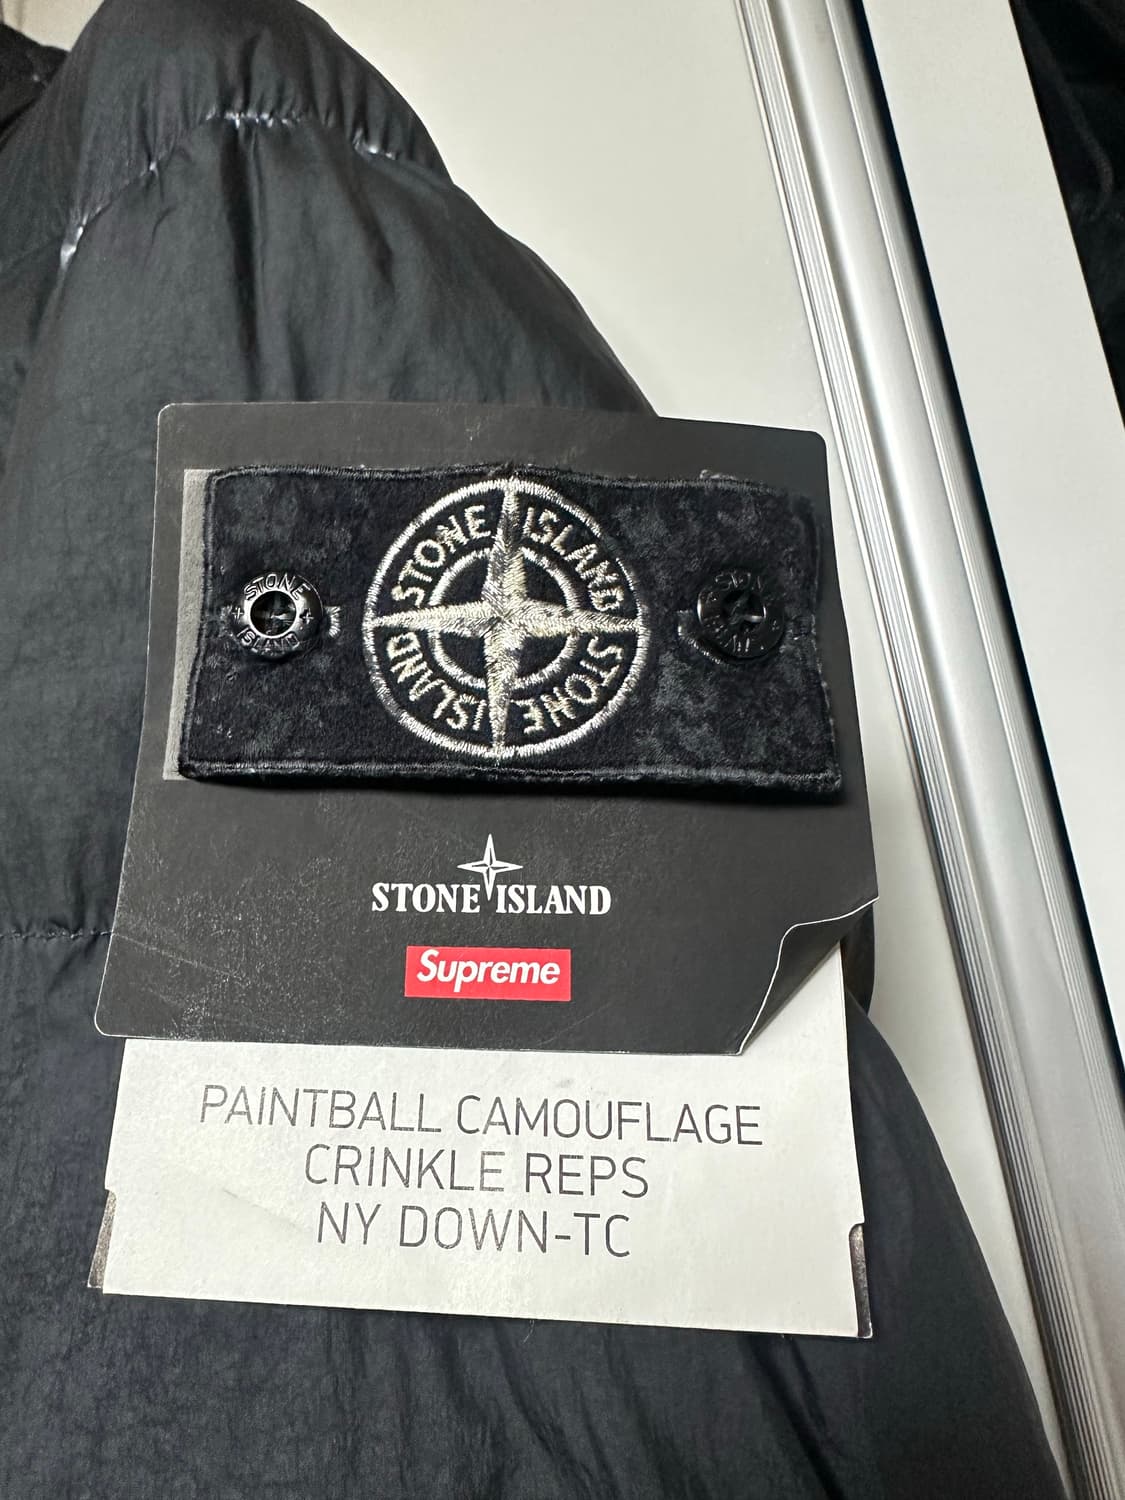 STONE ISLAND
STONE ISLAND
STONE
ISLAND
STONE ISLAND
Supreme
PAINTBALL CAMOUFLAGE
CRINKLE REPS
NY DOWN-TC